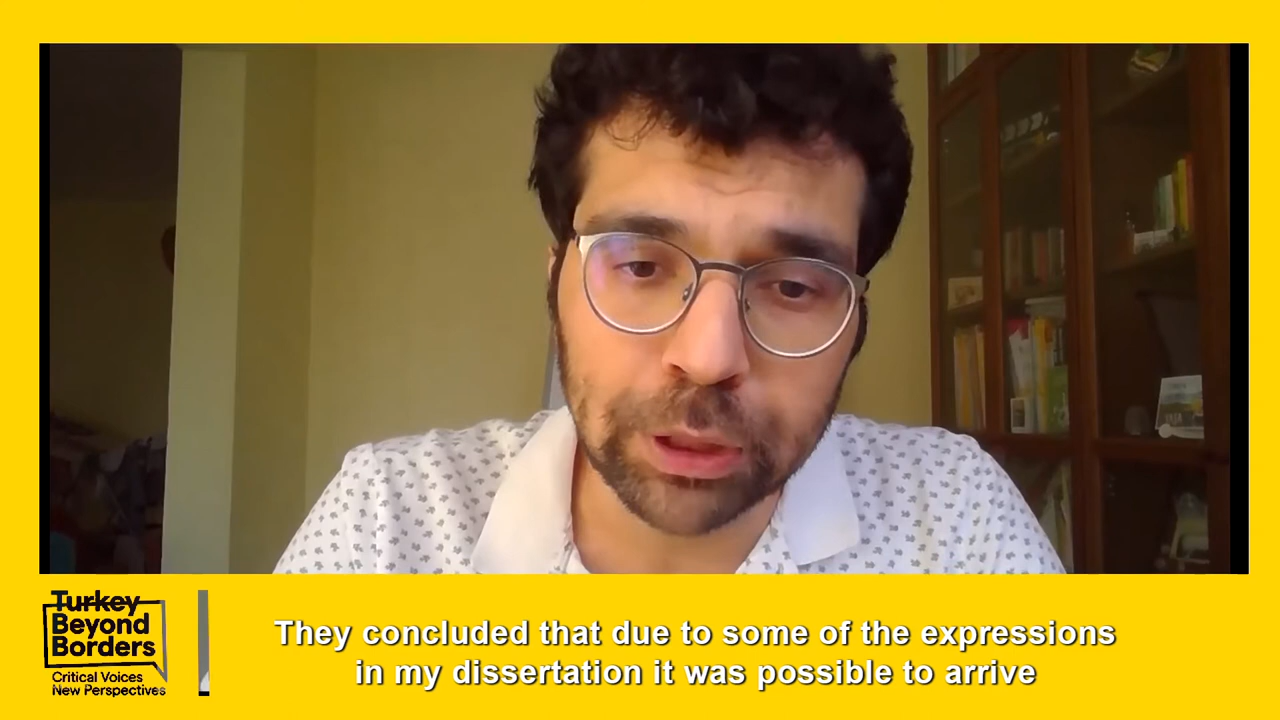 Turkey
Beyond
Borders
Critical Voices
New Perspectives
They concluded that due to some of the expressions
in my dissertation it was possible to arrive